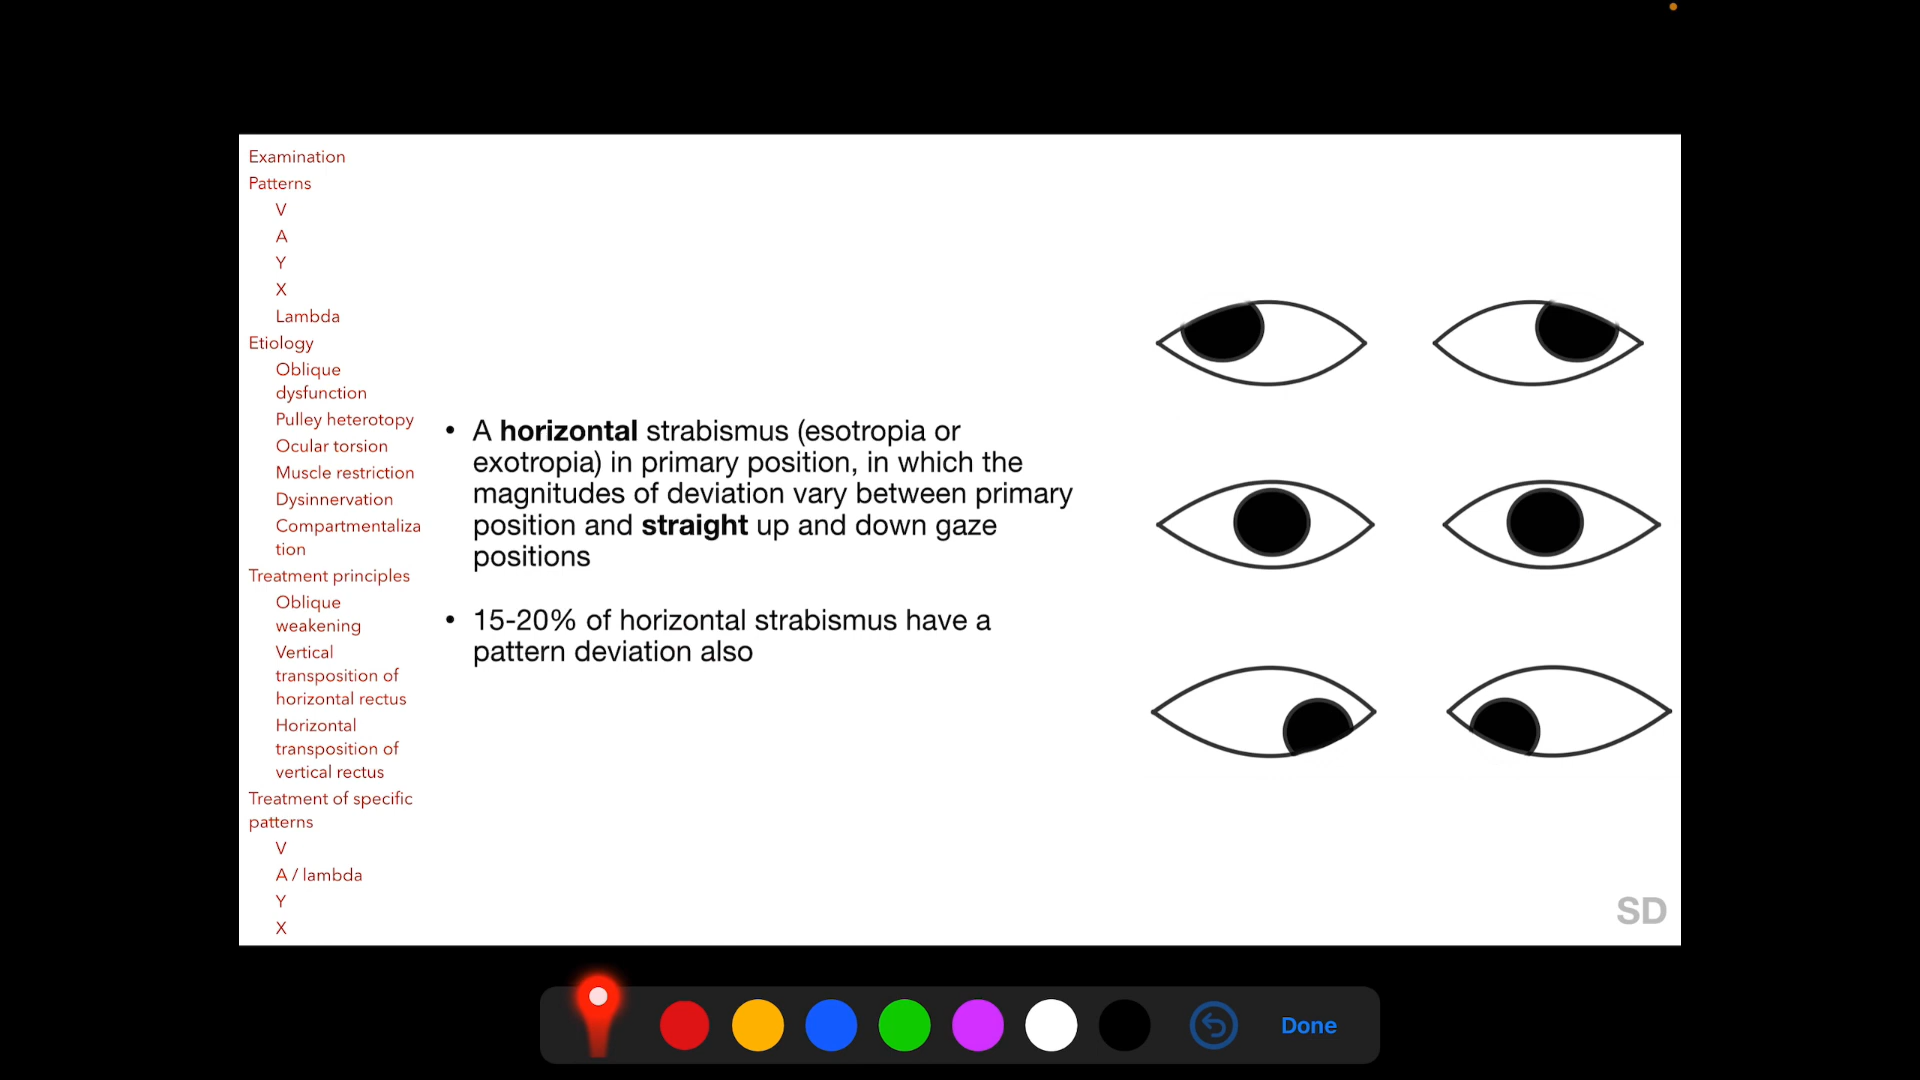 Examination
Patterns
V
A
Y
X
Lambda
Etiology
Oblique
dysfunction
Pulley heterotopy
Ocular torsion
Muscle restriction
Dysinnervation
Compartmentaliza
tion
Treatment principles
Oblique
weakening
Vertical
transposition of
horizontal rectus
Horizontal
transposition of
vertical rectus
Treatment of specific
patterns
V
A / lambda
Y
X
• A horizontal strabismus (esotropia or
exotropia) in primary position, in which the
magnitudes of deviation vary between primary
position and straight up and down gaze
positions
• 15-20% of horizontal strabismus have a
pattern deviation also
SD
Done